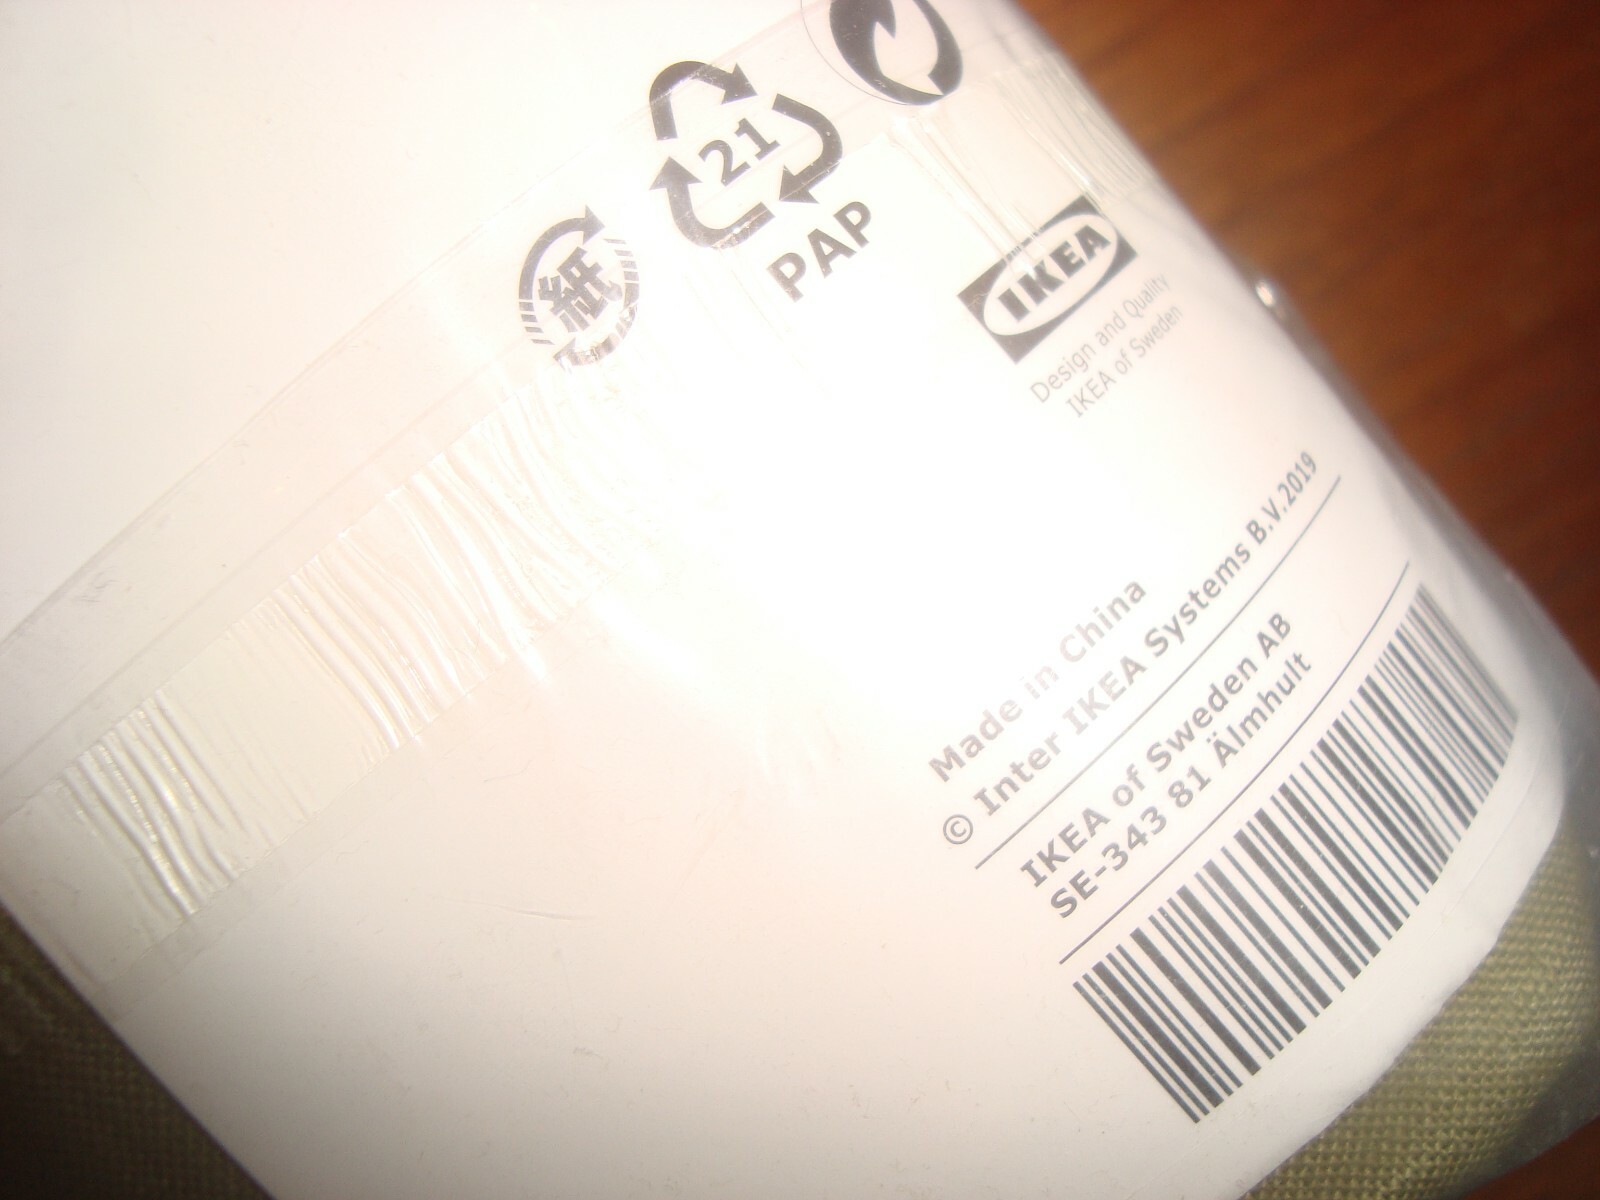 紙
21
PAP
IKEA
Design and Quality
IKEA of Sweden
Made in China
© Inter IKEA Systems B.V.2019
IKEA of Sweden AB
SE-343 81 Älmhult